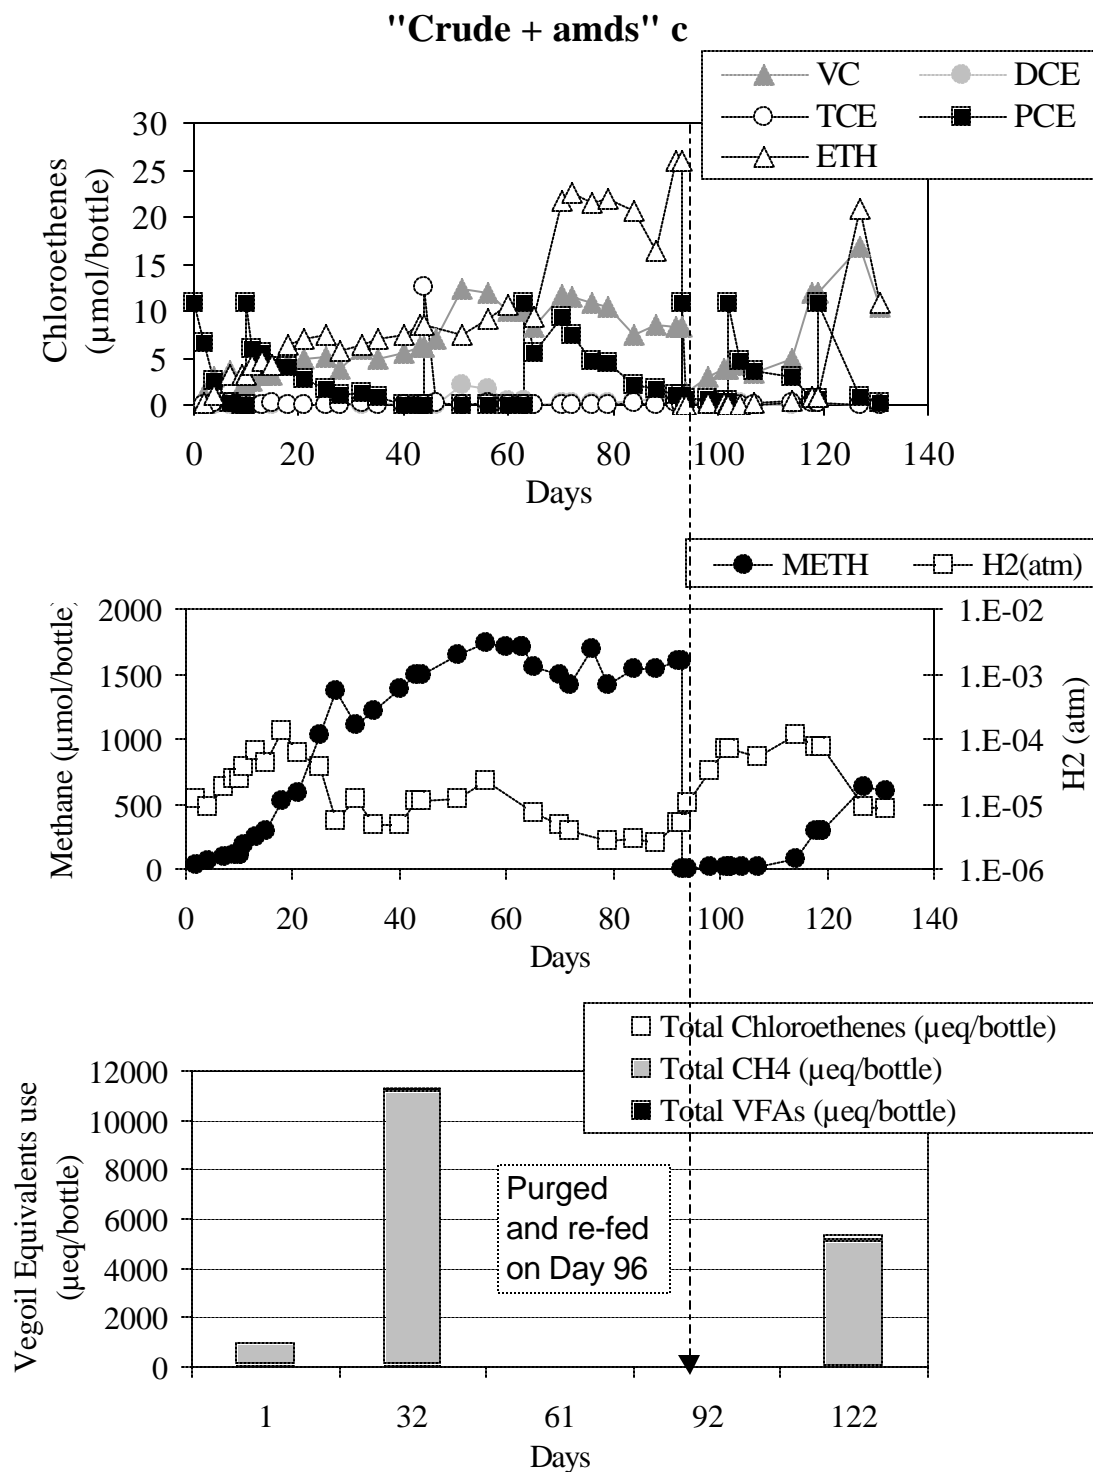 "Crude + amds" c
VC
DCE
TCE
PCE
ETH
Chloroethenes
(µmol/bottle)
30
25
20
15
10
5
0
0 20 40 60 80 100 120 140
Days
METH
H2(atm)
Methane (µmol/bottle)
2000
1500
1000
500
0
1.E-02
1.E-03
1.E-04
1.E-05
1.E-06
H2 (atm)
0 20 40 60 80 100 120 140
Days
Total Chloroethenes (µeq/bottle)
Total CH4 (µeq/bottle)
Total VFAs (µeq/bottle)
Vegoil Equivalents use
(µeq/bottle)
12000
10000
8000
6000
4000
2000
0
Purged
and re-fed
on Day 96
1 32 61 92 122
Days